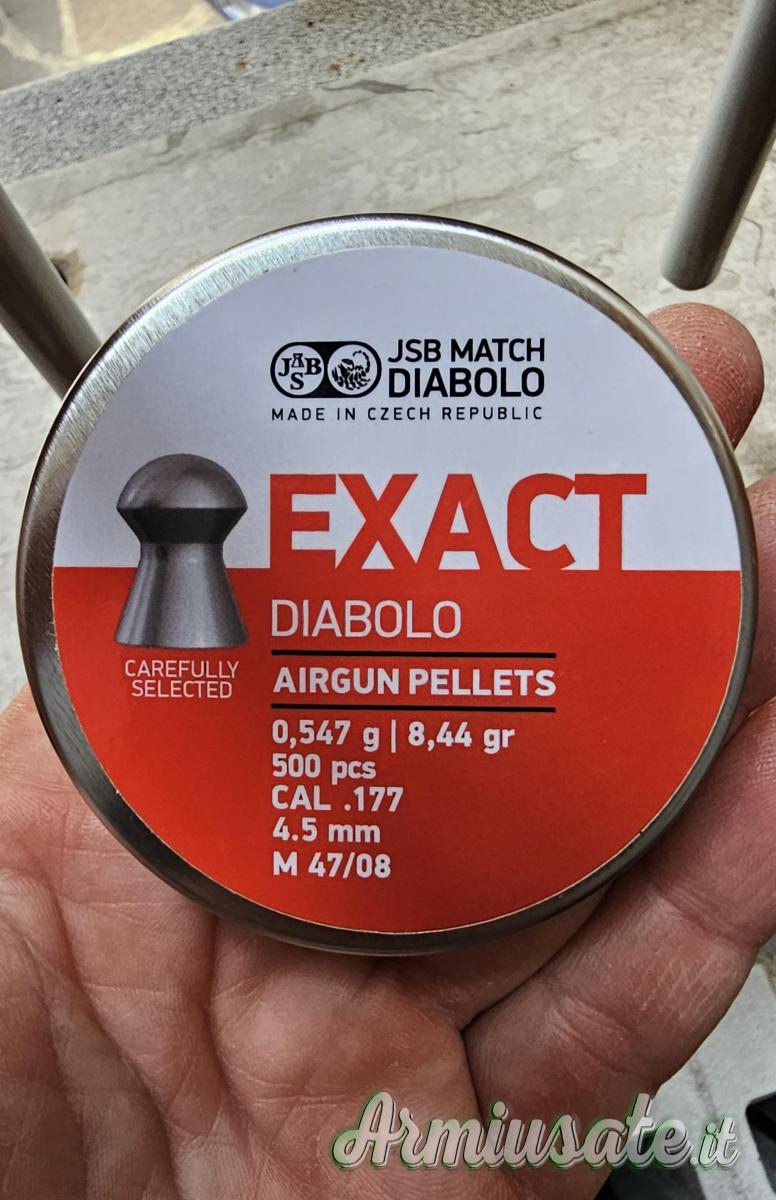 JASB
JSB MATCH
DIABOLO
MADE IN CZECH REPUBLIC
EXACT
DIABOLO
CAREFULLY
SELECTED
AIRGUN PELLETS
0,547 g | 8,44 gr
500 pcs
CAL .177
4.5 mm
M 47/08
Armiusate.it